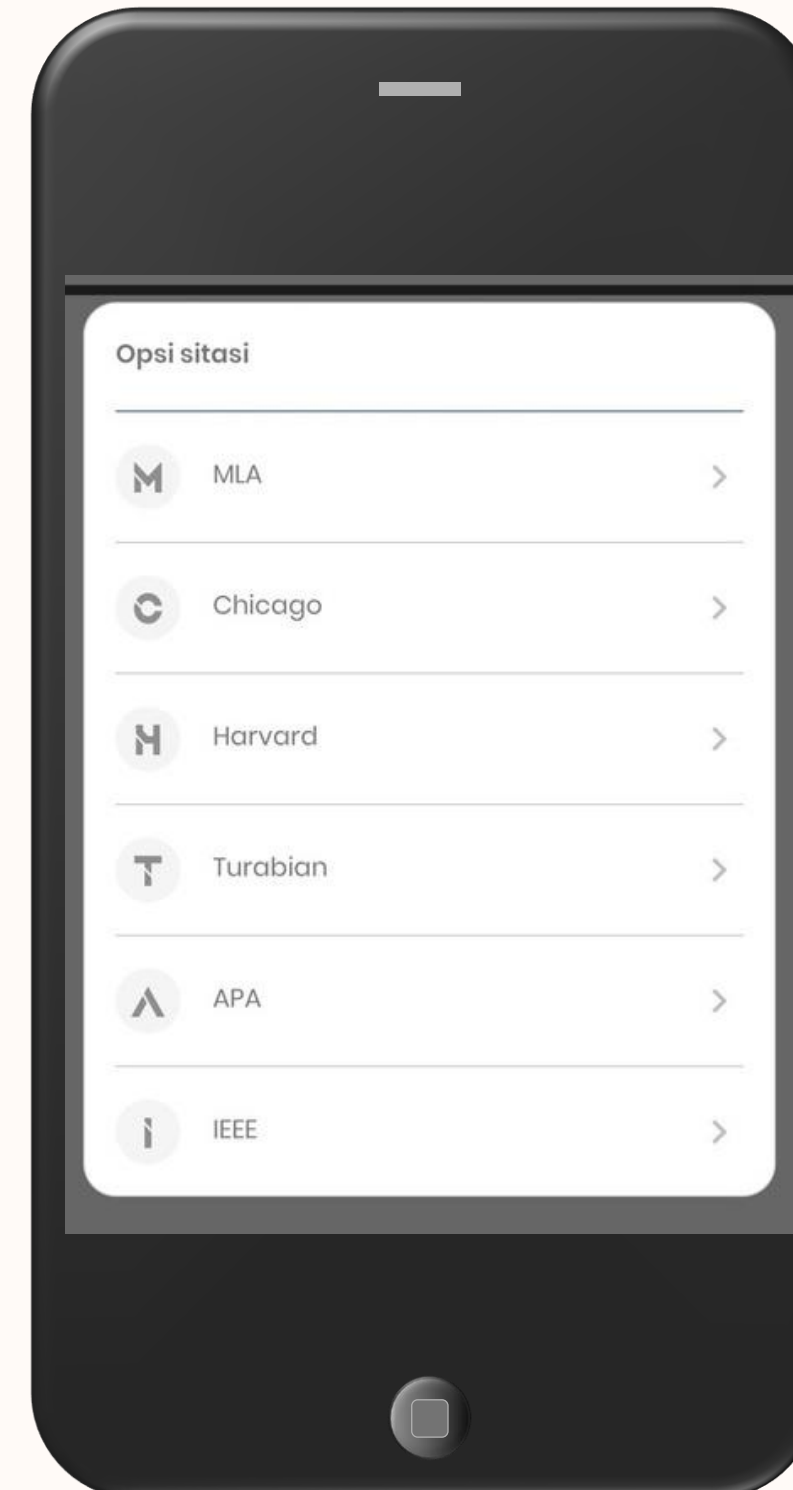 Opsi sitasi
M MLA
C Chicago
H Harvard
T Turabian
A APA
i IEEE